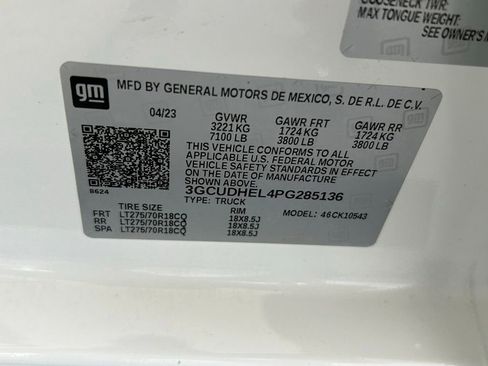 GOOSENECK TWR:
MAX TONGUE WEIGHT:
SEE OWNER'S M
gm
MFD BY GENERAL MOTORS DE MEXICO, S. DE R.L. DE C.V.
04/23 GVWR GAWR FRT GAWR RR
3221 KG 1724 KG 1724 KG
7100 LB 3800 LB 3800 LB
THIS VEHICLE CONFORMS TO ALL
APPLICABLE U.S. FEDERAL MOTOR
VEHICLE SAFETY STANDARDS IN EFFECT
ON THE DATE OF MANUFACTURE
SHOWN ABOVE.
3GCUDHEL4PG285136
B624 TYPE: TRUCK
TIRE SIZE RIM MODEL: 46CK10543
FRT LT275/70R18CQ 18X8.5J
RR LT275/70R18CQ 18X8.5J
SPA LT275/70R18CQ 18X8.5J